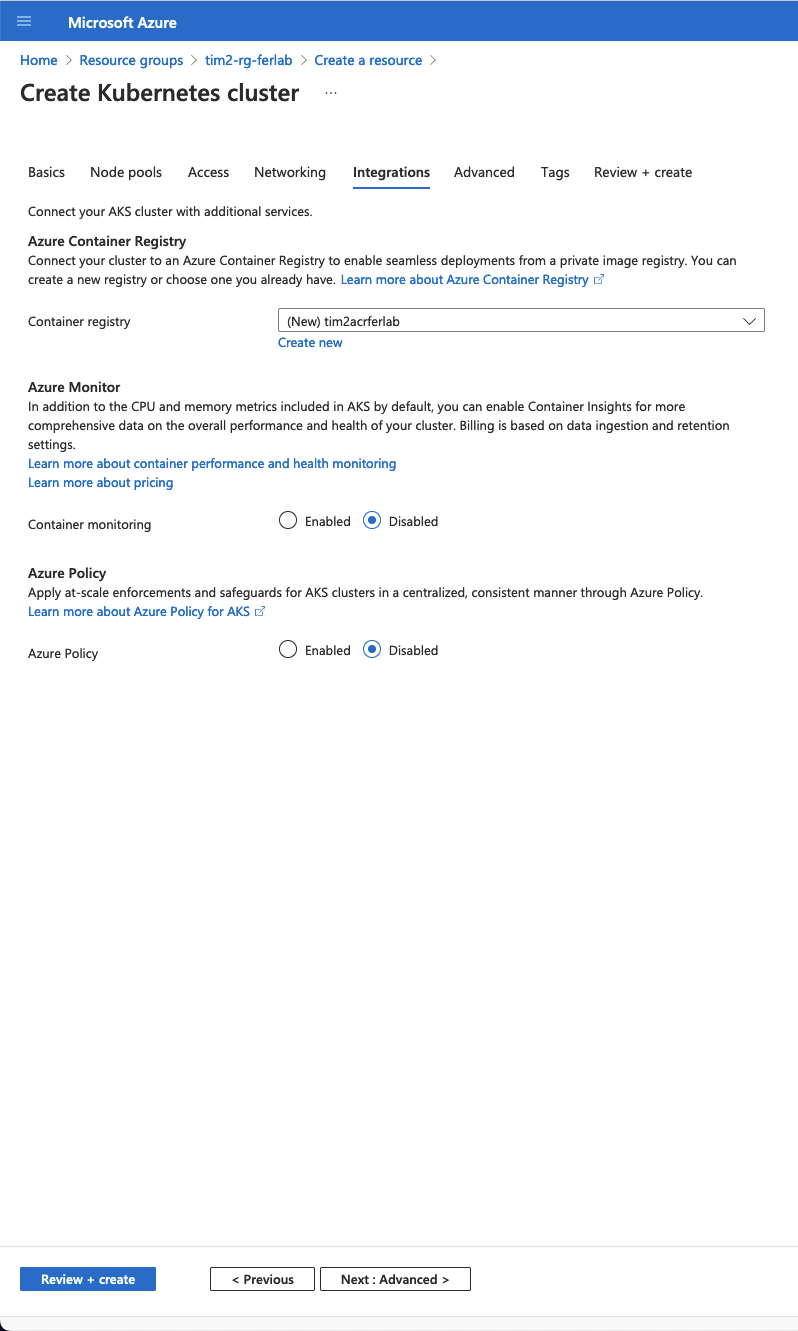 Microsoft Azure
Home > Resource groups > tim2-rg-ferlab > Create a resource >
Create Kubernetes cluster ...
Basics Node pools Access Networking Integrations Advanced Tags Review + create
Connect your AKS cluster with additional services.
Azure Container Registry
Connect your cluster to an Azure Container Registry to enable seamless deployments from a private image registry. You can
create a new registry or choose one you already have. Learn more about Azure Container Registry
Container registry (New) tim2acrferlab
Create new
Azure Monitor
In addition to the CPU and memory metrics included in AKS by default, you can enable Container Insights for more
comprehensive data on the overall performance and health of your cluster. Billing is based on data ingestion and retention
settings.
Learn more about container performance and health monitoring
Learn more about pricing
Container monitoring Enabled Disabled
Azure Policy
Apply at-scale enforcements and safeguards for AKS clusters in a centralized, consistent manner through Azure Policy.
Learn more about Azure Policy for AKS
Azure Policy Enabled Disabled
Review + create < Previous Next : Advanced >